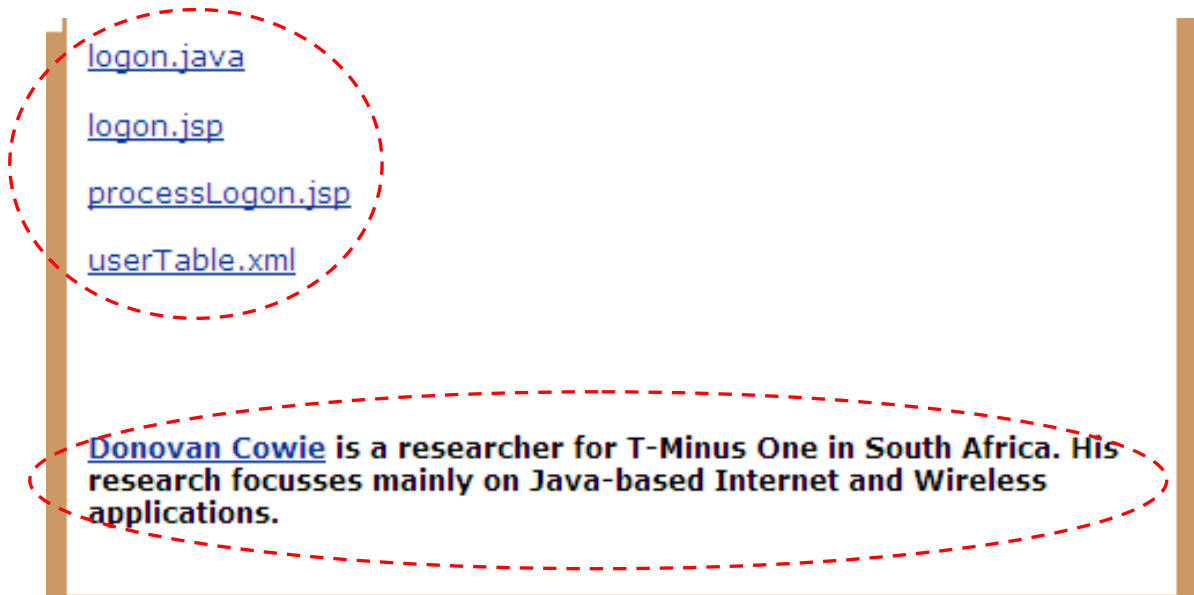 logon.java
logon.jsp
processLogon.jsp
userTable.xml
Donovan Cowie is a researcher for T-Minus One in South Africa. His
research focusses mainly on Java-based Internet and Wireless
applications.